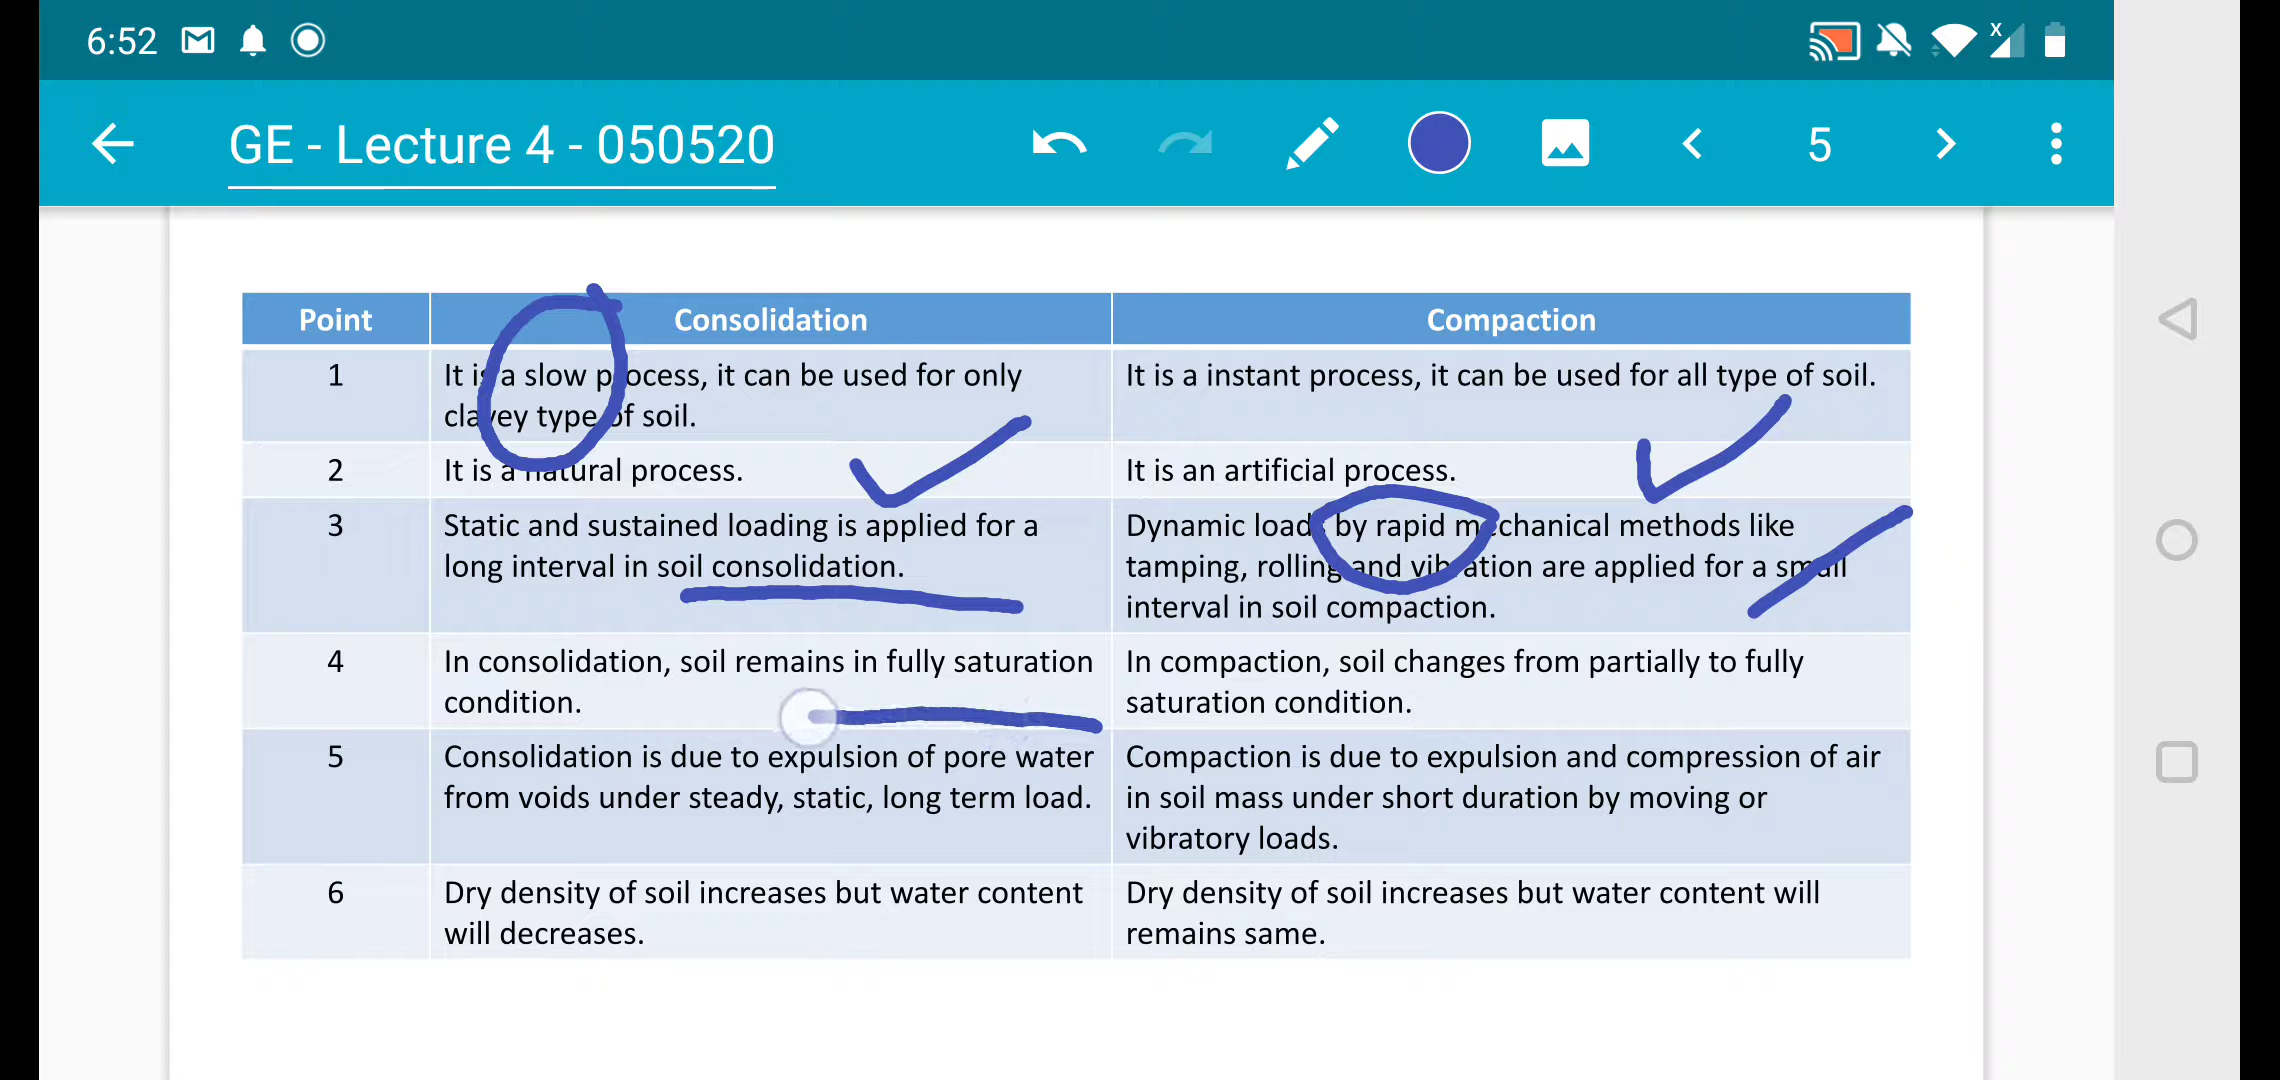 6:52
GE - Lecture 4 - 050520
5
Point Consolidation Compaction
1 It is a slow process, it can be used for only It is a instant process, it can be used for all type of soil.
clayey type of soil.
2 It is a natural process. It is an artificial process.
3 Static and sustained loading is applied for a Dynamic loads by rapid mechanical methods like
long interval in soil consolidation. tamping, rolling and vibration are applied for a small
interval in soil compaction.
4 In consolidation, soil remains in fully saturation In compaction, soil changes from partially to fully
condition. saturation condition.
5 Consolidation is due to expulsion of pore water Compaction is due to expulsion and compression of air
from voids under steady, static, long term load. in soil mass under short duration by moving or
vibratory loads.
6 Dry density of soil increases but water content Dry density of soil increases but water content will
will decreases. remains same.